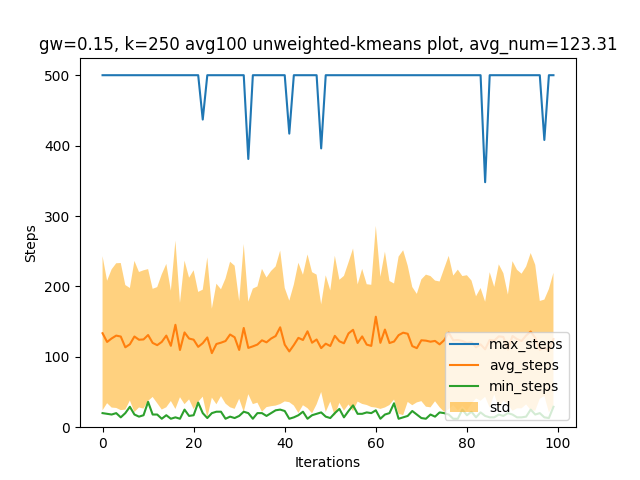 gw=0.15, k=250 avg100 unweighted-kmeans plot, avg_num=123.31
500
400
300
200
100
0
Steps
0 20 40 60 80 100
Iterations
max_steps
avg_steps
min_steps
std